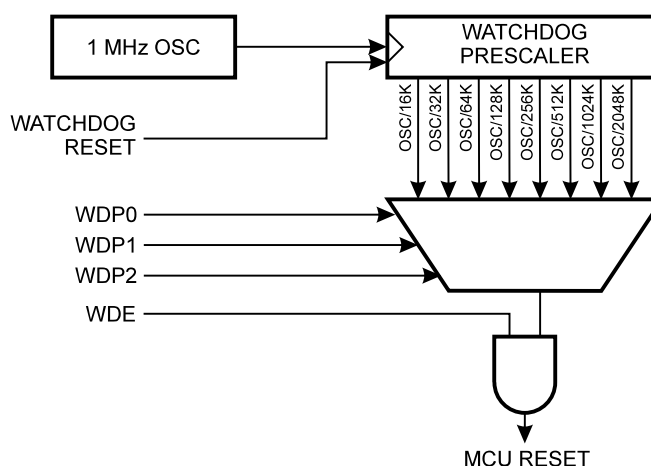 1 MHz OSC
WATCHDOG
PRESCALER
WATCHDOG
RESET
OSC/16K
OSC/32K
OSC/64K
OSC/128K
OSC/256K
OSC/512K
OSC/1024K
OSC/2048K
WDP0
WDP1
WDP2
WDE
MCU RESET